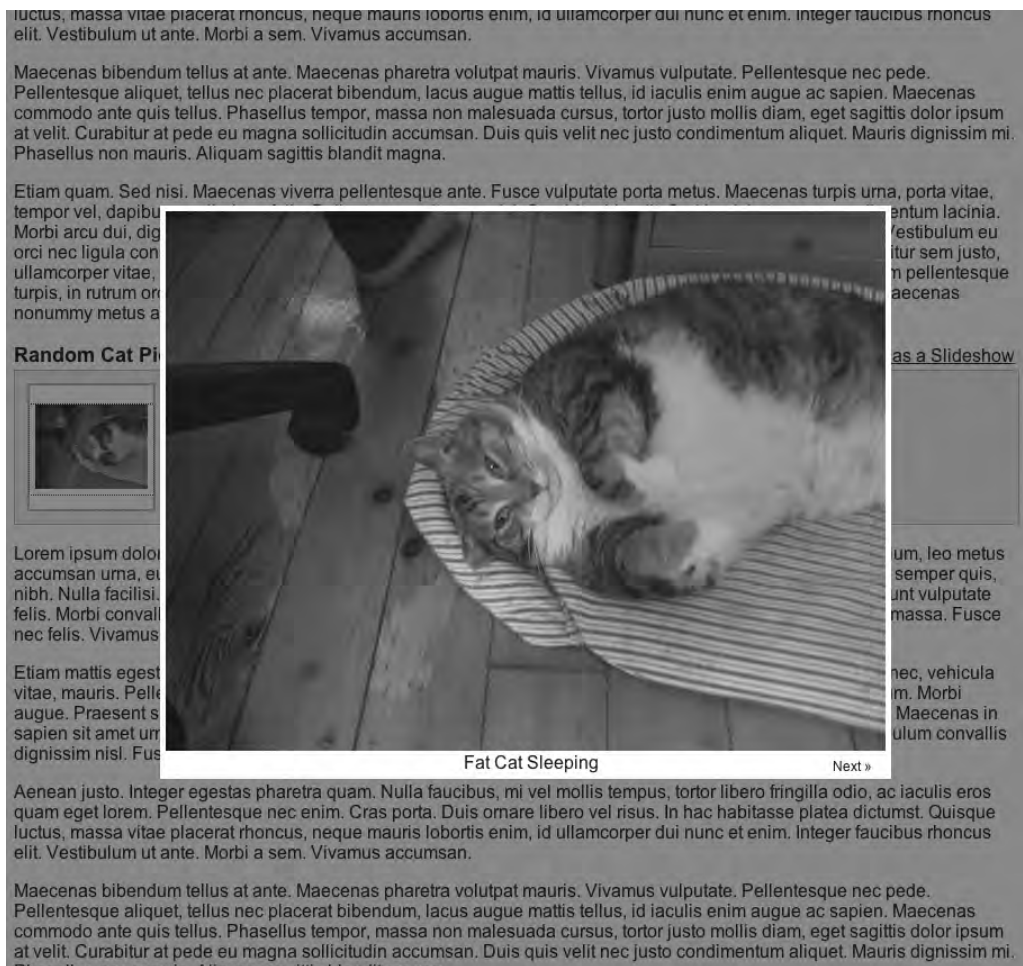 luctus, massa vitae placerat rhoncus, neque mauris lobortis enim, id ullamcorper dui nunc et enim. Integer faucibus rhoncus
elit. Vestibulum ut ante. Morbi a sem. Vivamus accumsan.
Maecenas bibendum tellus at ante. Maecenas pharetra volutpat mauris. Vivamus vulputate. Pellentesque nec pede.
Pellentesque aliquet, tellus nec placerat bibendum, lacus augue mattis tellus, id iaculis enim augue ac sapien. Maecenas
commodo ante quis tellus. Phasellus tempor, massa non malesuada cursus, tortor justo mollis diam, eget sagittis dolor ipsum
at velit. Curabitur at pede eu magna sollicitudin accumsan. Duis quis velit nec justo condimentum aliquet. Mauris dignissim mi.
Phasellus non mauris. Aliquam sagittis blandit magna.
Etiam quam. Sed nisi. Maecenas viverra pellentesque ante. Fusce vulputate porta metus. Maecenas turpis urna, porta vitae,
tempor vel, dapibu entum lacinia.
Morbi arcu dui, dig Vestibulum eu
orci nec ligula con itur sem justo,
ullamcorper vitae, m pellentesque
turpis, in rutrum or aecenas
nonummy metus a
Random Cat Pi as a Slideshow
Lorem ipsum dolo um, leo metus
accumsan urna, eu semper quis,
nibh. Nulla facilisi. unt vulputate
felis. Morbi convall massa. Fusce
nec felis. Vivamus
Etiam mattis egest nec, vehicula
vitae, mauris. Pelle m. Morbi
augue. Praesent s Maecenas in
sapien sit amet um ulum convallis
dignissim nisl. Fus
Fat Cat Sleeping
Next »
Aenean justo. Integer egestas pharetra quam. Nulla faucibus, mi vel mollis tempus, tortor libero fringilla odio, ac iaculis eros
quam eget lorem. Pellentesque nec enim. Cras porta. Duis ornare libero vel risus. In hac habitasse platea dictumst. Quisque
luctus, massa vitae placerat rhoncus, neque mauris lobortis enim, id ullamcorper dui nunc et enim. Integer faucibus rhoncus
elit. Vestibulum ut ante. Morbi a sem. Vivamus accumsan.
Maecenas bibendum tellus at ante. Maecenas pharetra volutpat mauris. Vivamus vulputate. Pellentesque nec pede.
Pellentesque aliquet, tellus nec placerat bibendum, lacus augue mattis tellus, id iaculis enim augue ac sapien. Maecenas
commodo ante quis tellus. Phasellus tempor, massa non malesuada cursus, tortor justo mollis diam, eget sagittis dolor ipsum
at velit. Curabitur at pede eu magna sollicitudin accumsan. Duis quis velit nec justo condimentum aliquet. Mauris dignissim mi.